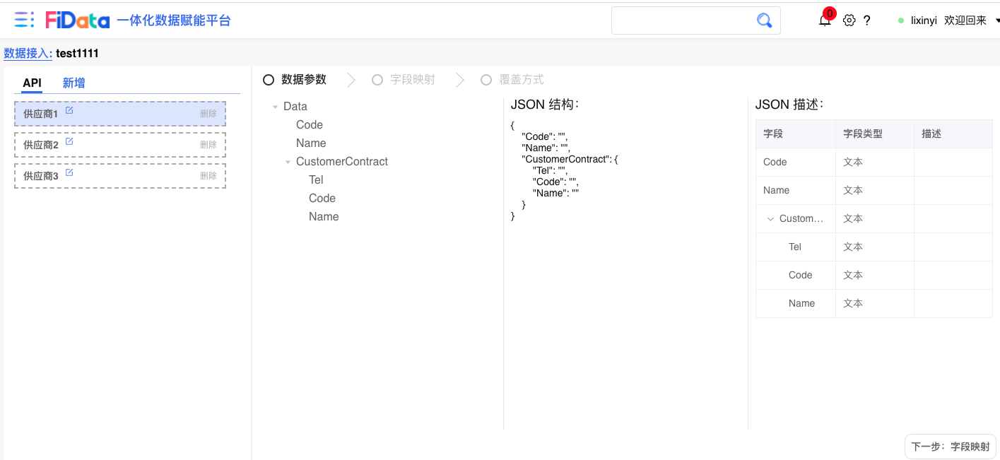 FiData 一体化数据赋能平台
0
?
lixinyi 欢迎回来
数据接入: test1111
API 新增
供应商1 删除
供应商2 删除
供应商3 删除
数据参数 字段映射 覆盖方式
Data
Code
Name
CustomerContract
Tel
Code
Name
JSON 结构：
{
"Code": "",
"Name": "",
"CustomerContract": {
"Tel": "",
"Code": "",
"Name": ""
}
}
JSON 描述：
字段 字段类型 描述
Code 文本
Name 文本
Custom... 文本
Tel 文本
Code 文本
Name 文本
下一步：字段映射